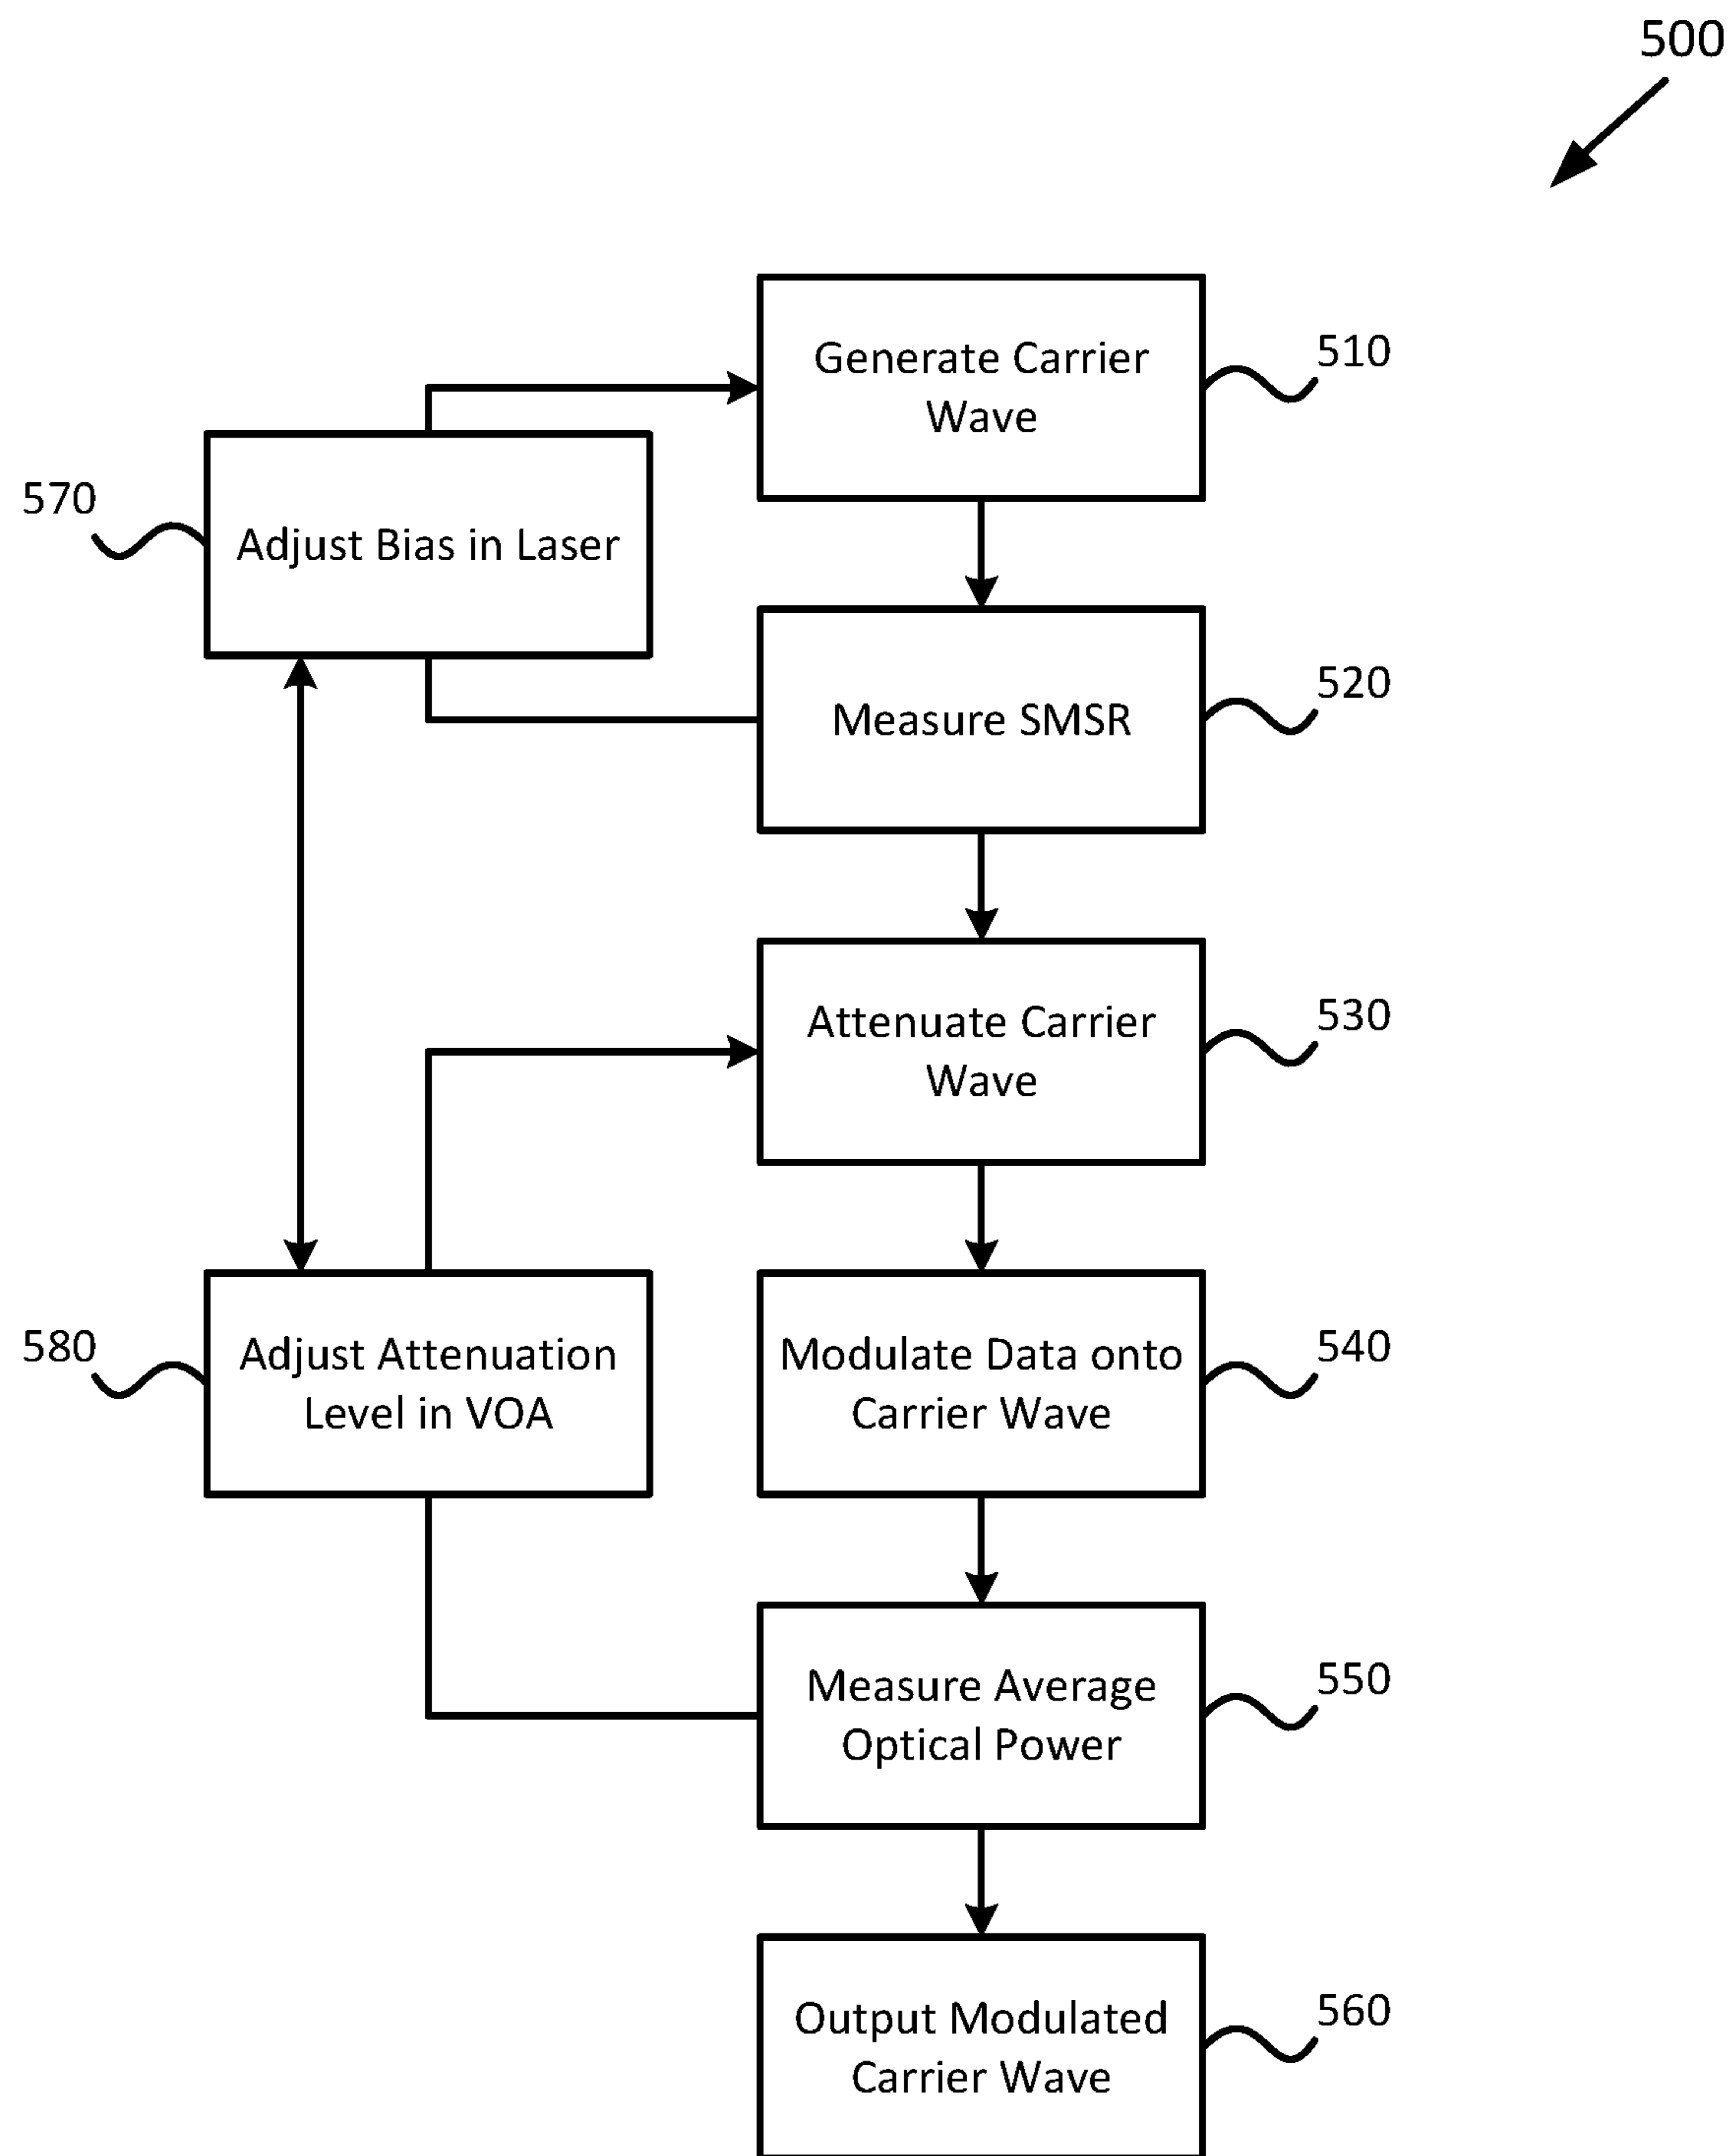 500
Generate Carrier
Wave
510
570
Adjust Bias in Laser
Measure SMSR
520
Attenuate Carrier
Wave
530
580
Adjust Attenuation
Level in VOA
Modulate Data onto
Carrier Wave
540
Measure Average
Optical Power
550
Output Modulated
Carrier Wave
560